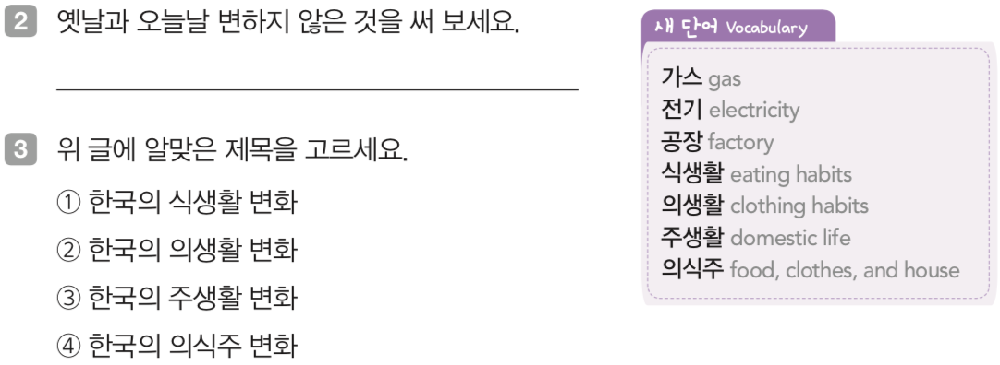 2 옛날과 오늘날 변하지 않은 것을 써 보세요.
3 위 글에 알맞은 제목을 고르세요.
① 한국의 식생활 변화
② 한국의 의생활 변화
③ 한국의 주생활 변화
④ 한국의 의식주 변화
새 단어 Vocabulary
가스 gas
전기 electricity
공장 factory
식생활 eating habits
의생활 clothing habits
주생활 domestic life
의식주 food, clothes, and house